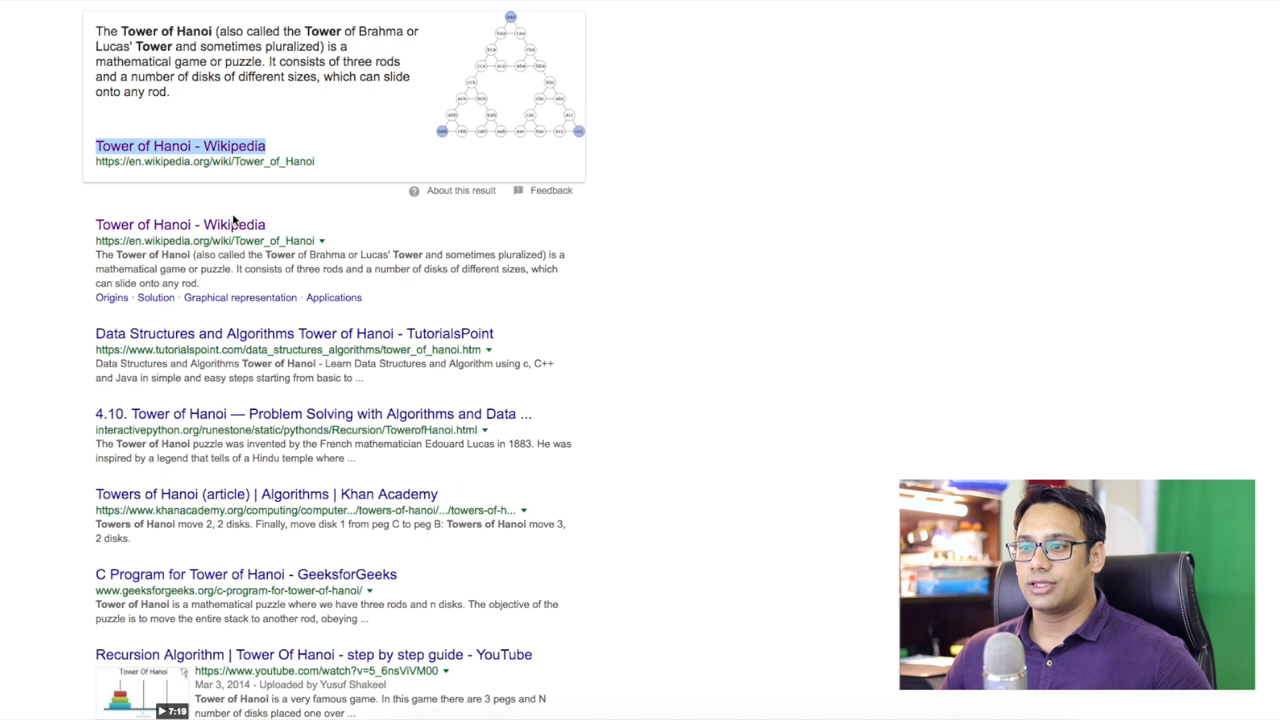 The Tower of Hanoi (also called the Tower of Brahma or
Lucas' Tower and sometimes pluralized) is a
mathematical game or puzzle. It consists of three rods
and a number of disks of different sizes, which can slide
onto any rod.
Tower of Hanoi - Wikipedia
https://en.wikipedia.org/wiki/Tower_of_Hanoi
About this result
Feedback
Tower of Hanoi - Wikipedia
https://en.wikipedia.org/wiki/Tower_of_Hanoi
The Tower of Hanoi (also called the Tower of Brahma or Lucas' Tower and sometimes pluralized) is a
mathematical game or puzzle. It consists of three rods and a number of disks of different sizes, which
can slide onto any rod.
Origins · Solution · Graphical representation · Applications
Data Structures and Algorithms Tower of Hanoi - TutorialsPoint
https://www.tutorialspoint.com/data_structures_algorithms/tower_of_hanoi.htm
Data Structures and Algorithms Tower of Hanoi - Learn Data Structures and Algorithm using c, C++
and Java in simple and easy steps starting from basic to ...
4.10. Tower of Hanoi — Problem Solving with Algorithms and Data ...
interactivepython.org/runestone/static/pythonds/Recursion/TowerofHanoi.html
The Tower of Hanoi puzzle was invented by the French mathematician Edouard Lucas in 1883. He was
inspired by a legend that tells of a Hindu temple where ...
Towers of Hanoi (article) | Algorithms | Khan Academy
https://www.khanacademy.org/computing/computer.../towers-of-hanoi/.../towers-of-h...
Towers of Hanoi move 2, 2 disks. Finally, move disk 1 from peg C to peg B: Towers of Hanoi move 3,
2 disks.
C Program for Tower of Hanoi - GeeksforGeeks
www.geeksforgeeks.org/c-program-for-tower-of-hanoi/
Tower of Hanoi is a mathematical puzzle where we have three rods and n disks. The objective of the
puzzle is to move the entire stack to another rod, obeying ...
Recursion Algorithm | Tower Of Hanoi - step by step guide - YouTube
https://www.youtube.com/watch?v=5_6nsViVM00
Mar 3, 2014 - Uploaded by Yusuf Shakeel
Tower of Hanoi is a very famous game. In this game there are 3 pegs and N
number of disks placed one over ...
Tower Of Hanoi
7:19